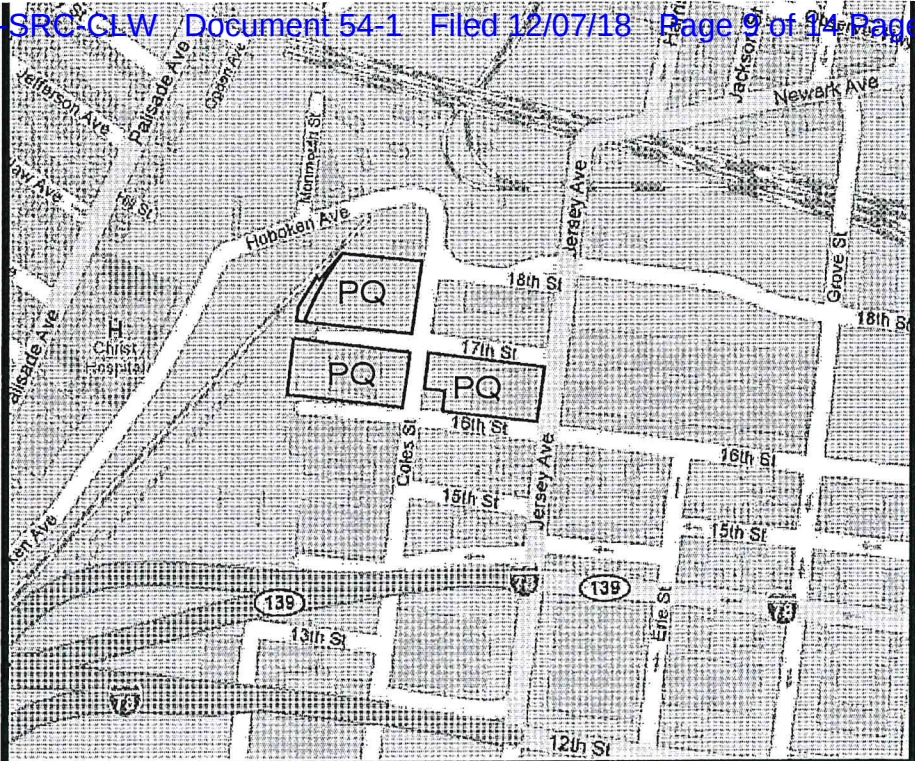 -SRC-CLW Document 54-1 Filed 12/07/18 Page 9 of 14 Page
Jackson St
Newark Ave
Palisade Ave
Ogden Ave
Jefferson Ave
Monmouth St
Hoboken Ave
Jersey Ave
Grove St
PQ
18th St
18th St
H
Christ
Hospital
17th St
PQ
PQ
16th St
16th St
Coles St
Jersey Ave
15th St
15th St
139
139
78
78
Erie St
13th St
78
12th St